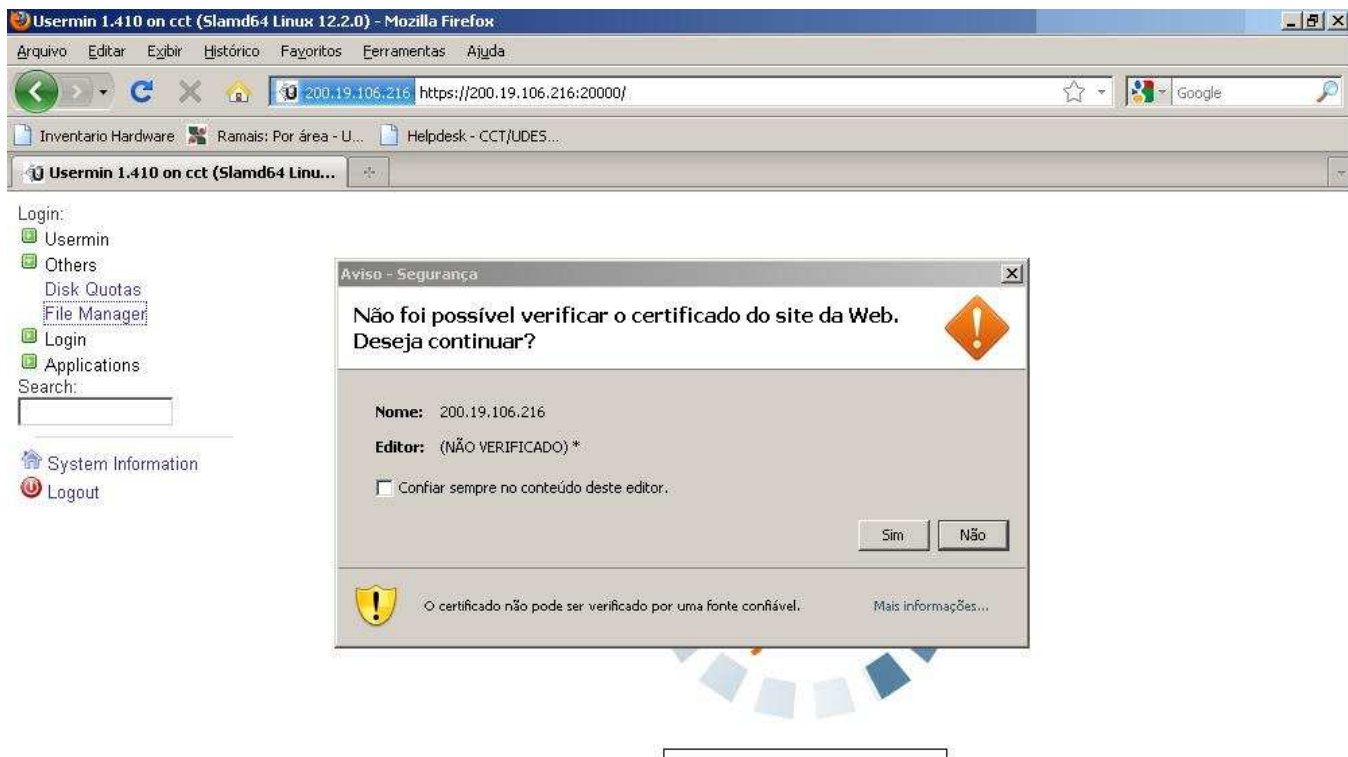 Usermin 1.410 on cct (Slamd64 Linux 12.2.0) - Mozilla Firefox
Arquivo Editar Exibir Histórico Favoritos Ferramentas Ajuda
200.19.106.216 https://200.19.106.216:20000/ Google
Inventario Hardware Ramais: Por área - U... Helpdesk - CCT/UDES...
Usermin 1.410 on cct (Slamd64 Linu...
Login:
Usermin
Others
Disk Quotas
File Manager
Login
Applications
Search:
System Information
Logout
Aviso - Segurança
Não foi possível verificar o certificado do site da Web.
Deseja continuar?
Nome: 200.19.106.216
Editor: (NÃO VERIFICADO) *
Confiar sempre no conteúdo deste editor.
Sim Não
O certificado não pode ser verificado por uma fonte confiável. Mais informações...